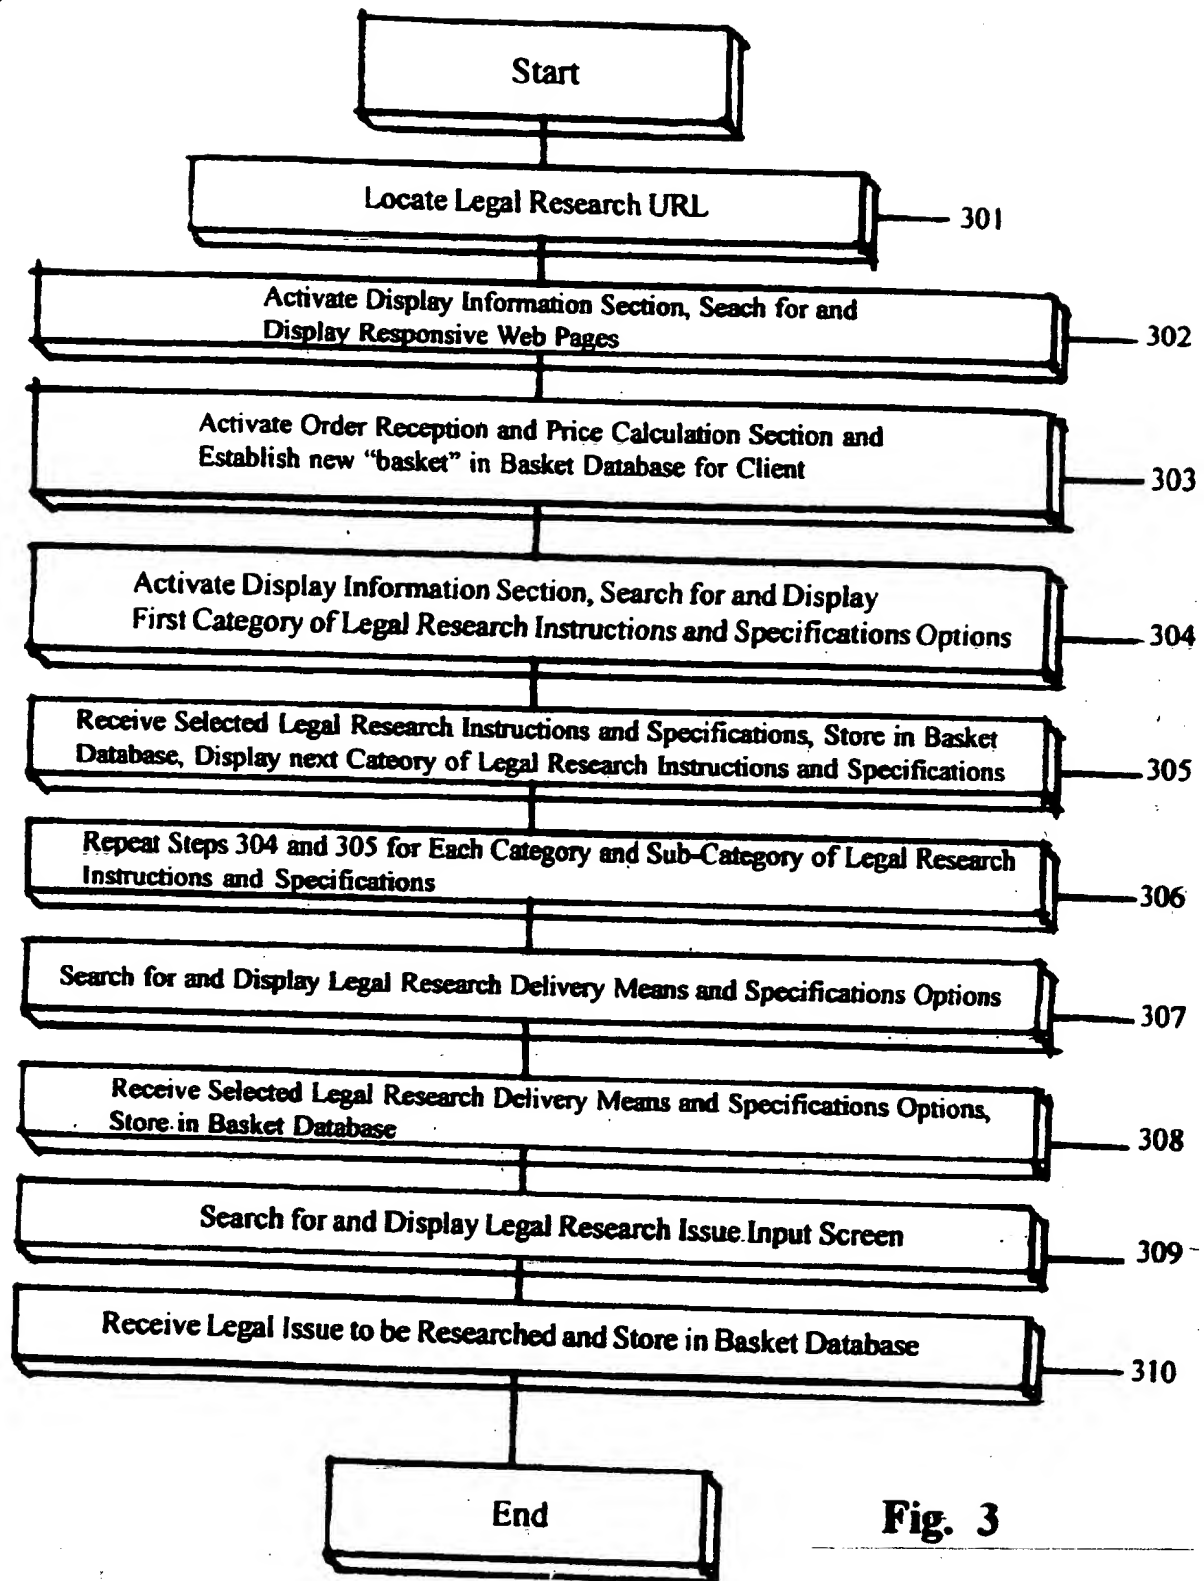 Start
Locate Legal Research URL
301
Activate Display Information Section, Seach for and
Display Responsive Web Pages
302
Activate Order Reception and Price Calculation Section and
Establish new “basket” in Basket Database for Client
303
Activate Display Information Section, Search for and Display
First Category of Legal Research Instructions and Specifications Options
304
Receive Selected Legal Research Instructions and Specifications, Store in Basket
Database, Display next Cateory of Legal Research Instructions and Specifications
305
Repeat Steps 304 and 305 for Each Category and Sub-Category of Legal Research
Instructions and Specifications
306
Search for and Display Legal Research Delivery Means and Specifications Options
307
Receive Selected Legal Research Delivery Means and Specifications Options,
Store in Basket Database
308
Search for and Display Legal Research Issue Input Screen
309
Receive Legal Issue to be Researched and Store in Basket Database
310
End
Fig. 3